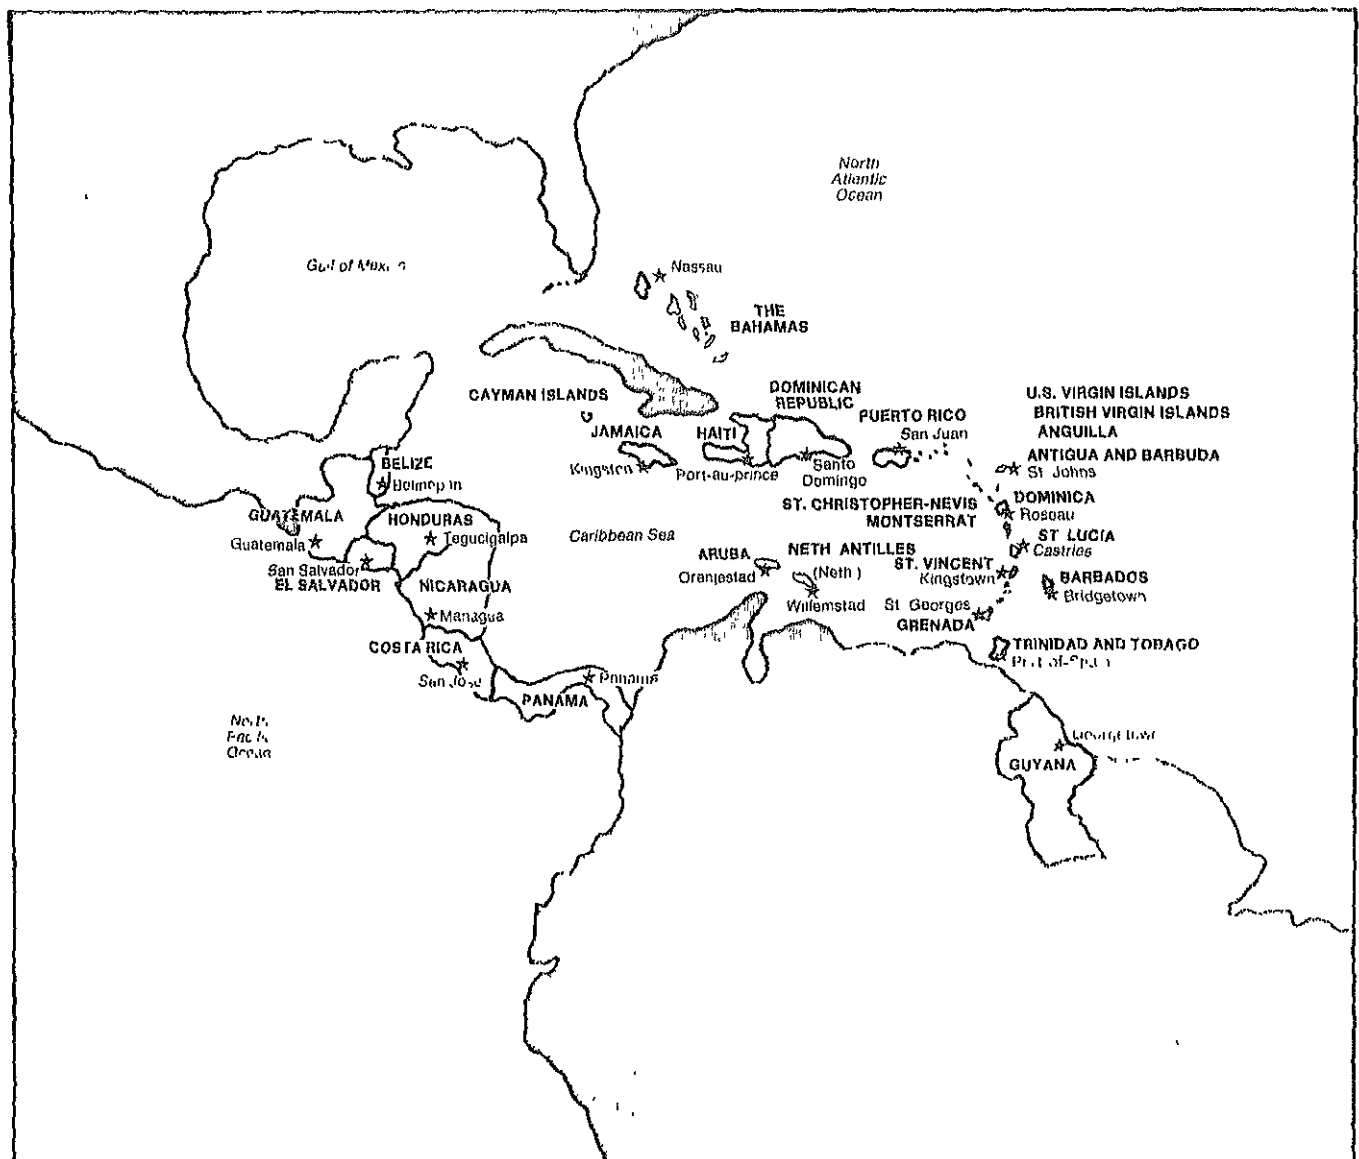 North
Atlantic
Ocean
Gulf of
Nassau
THE
BAHAMAS
CAYMAN ISLANDS
DOMINICAN
REPUBLIC
U.S. VIRGIN ISLANDS
BRITISH VIRGIN ISLANDS
ANGUILLA
PUERTO RICO
San Juan
JAMAICA
HAITI
Kingston
Port-au-prince
Santo
Domingo
ANTIGUA AND BARBUDA
St Johns
BELIZE
ST. CHRISTOPHER-NEVIS
MONTSERRAT
DOMINICA
Roseau
GUATEMALA
HONDURAS
Guatemala
Tegucigalpa
Caribbean Sea
ST LUCIA
Castries
San Salvador
EL SALVADOR
NICARAGUA
ARUBA
Oranjestad
NETH ANTILLES
(Neth )
Willemstad
ST. VINCENT
Kingstown
BARBADOS
Bridgetown
St Georges
GRENADA
Managua
COSTA RICA
San Jose
TRINIDAD AND TOBAGO
Panama
PANAMA
Ocean
GUYANA